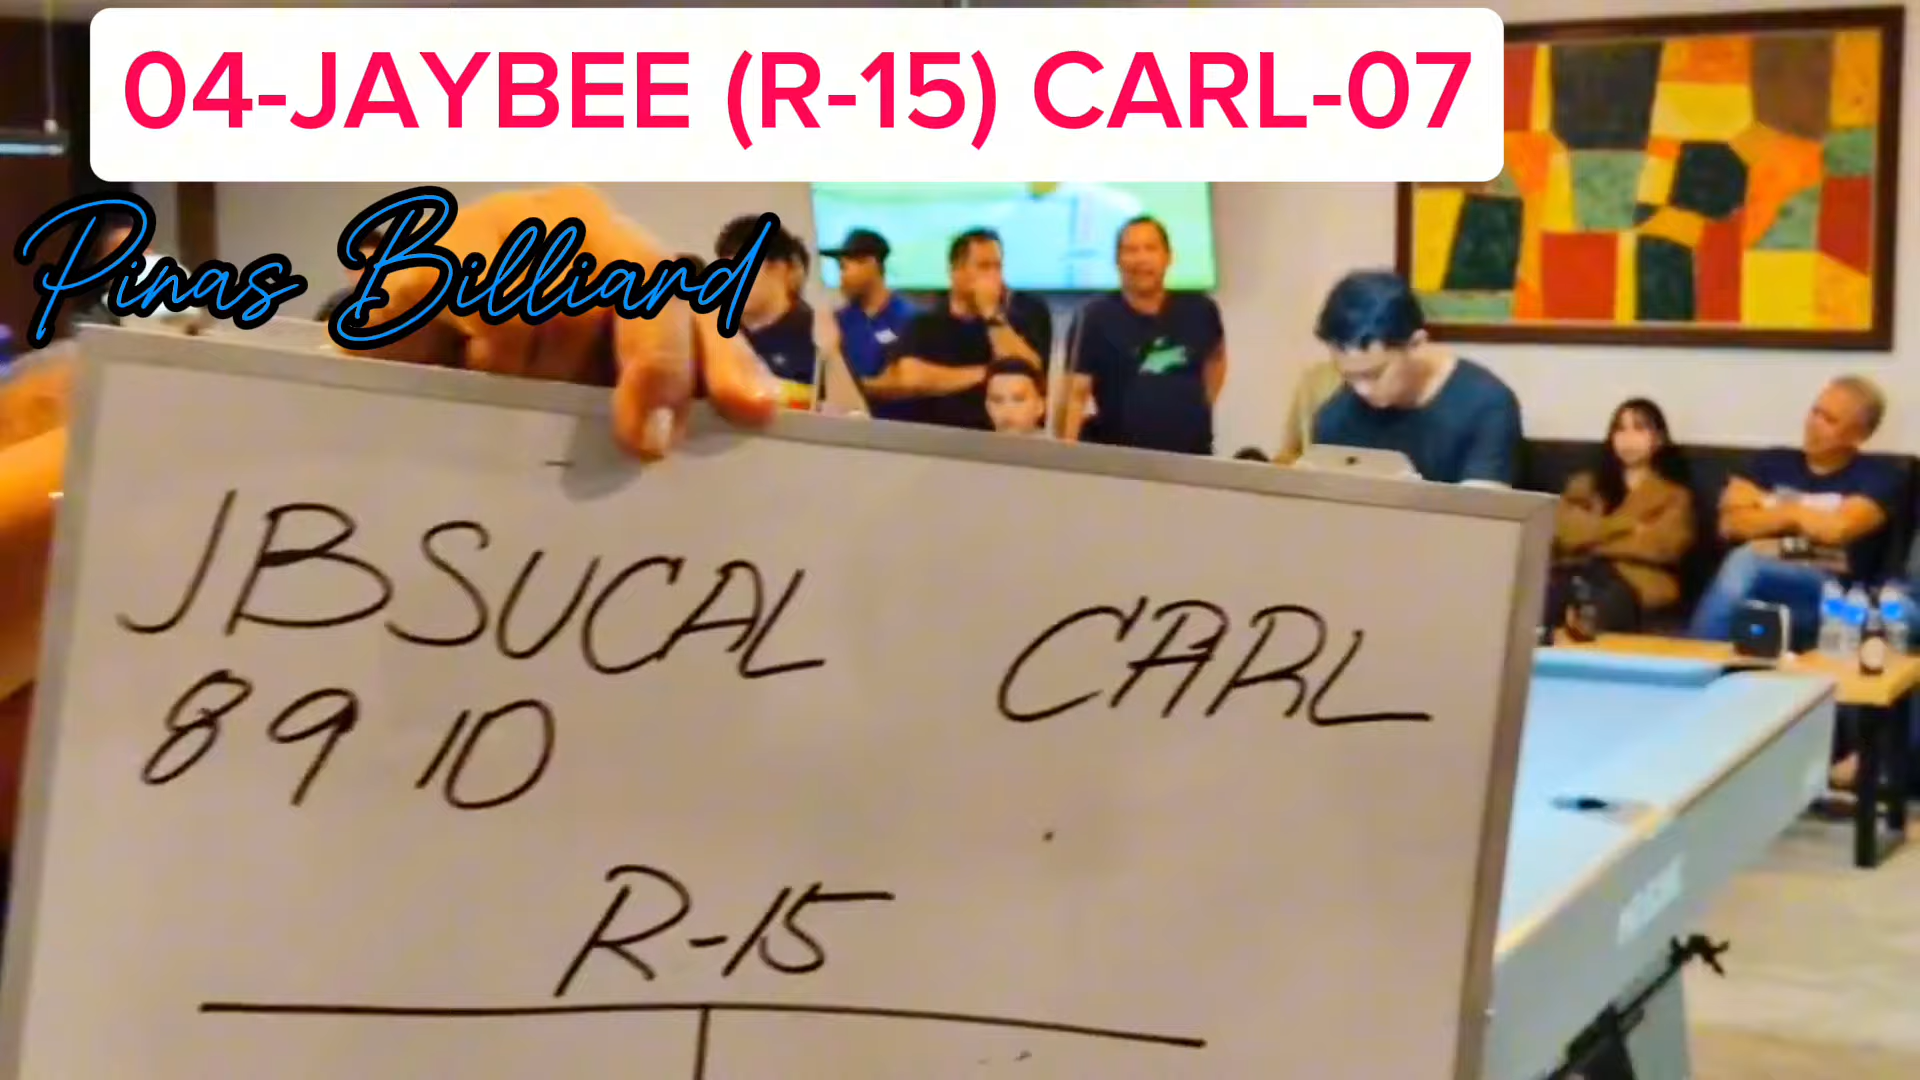 04-JAYBEE (R-15) CARL-07
Pinas Billiard
JBSUCAL CARL
8 9 10
R-15